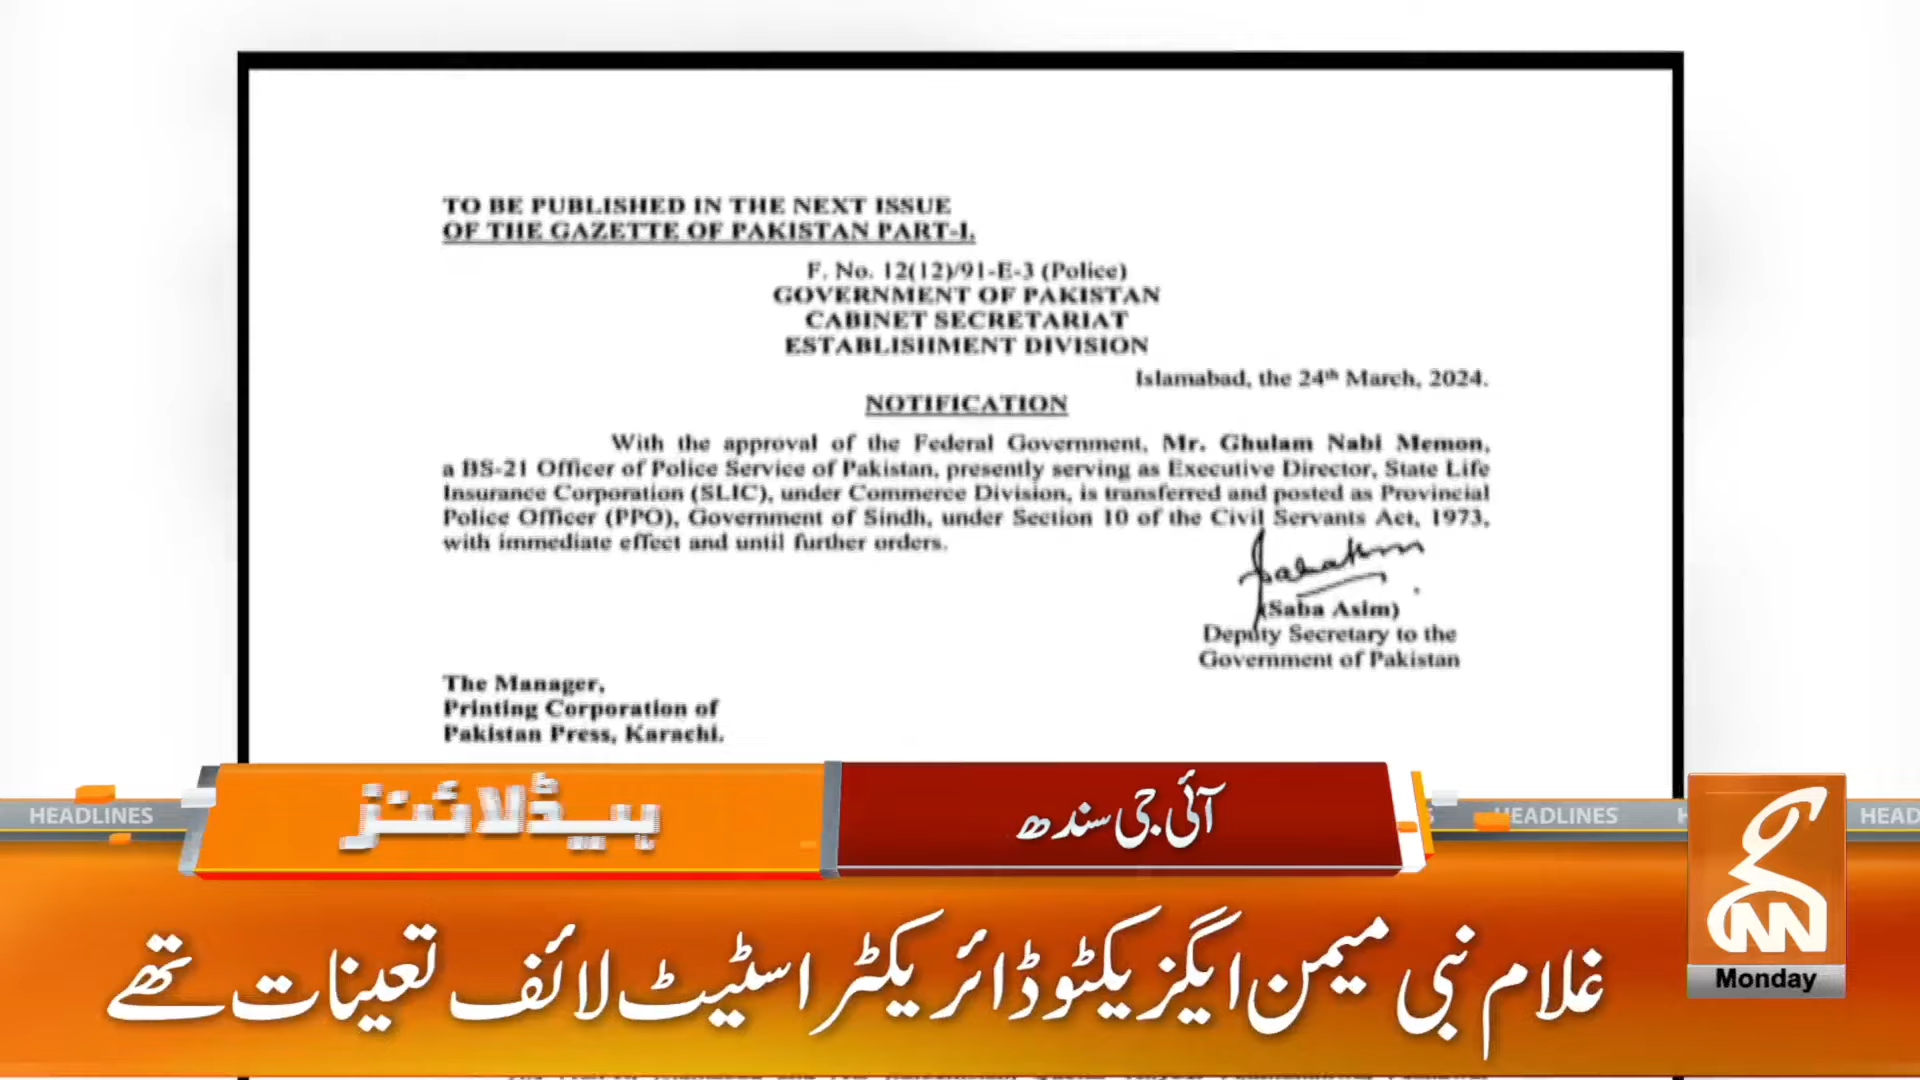 TO BE PUBLISHED IN THE NEXT ISSUE
OF THE GAZETTE OF PAKISTAN PART-I.
F. No. 12(12)/91-E-3 (Police)
GOVERNMENT OF PAKISTAN
CABINET SECRETARIAT
ESTABLISHMENT DIVISION
Islamabad, the 24th March, 2024.
NOTIFICATION
With the approval of the Federal Government, Mr. Ghulam Nabi Memon,
a BS-21 Officer of Police Service of Pakistan, presently serving as Executive Director, State Life
Insurance Corporation (SLIC), under Commerce Division, is transferred and posted as Provincial
Police Officer (PPO), Government of Sindh, under Section 10 of the Civil Servants Act, 1973,
with immediate effect and until further orders.
(Saba Asim)
Deputy Secretary to the
Government of Pakistan
The Manager,
Printing Corporation of
Pakistan Press, Karachi.
HEADLINES
ہیڈلائنز
آئی جی سندھ
HEADLINES
HEAD
GNN
Monday
غلام نبی میمن ایگزیکٹو ڈائریکٹر اسٹیٹ لائف تعینات تھے